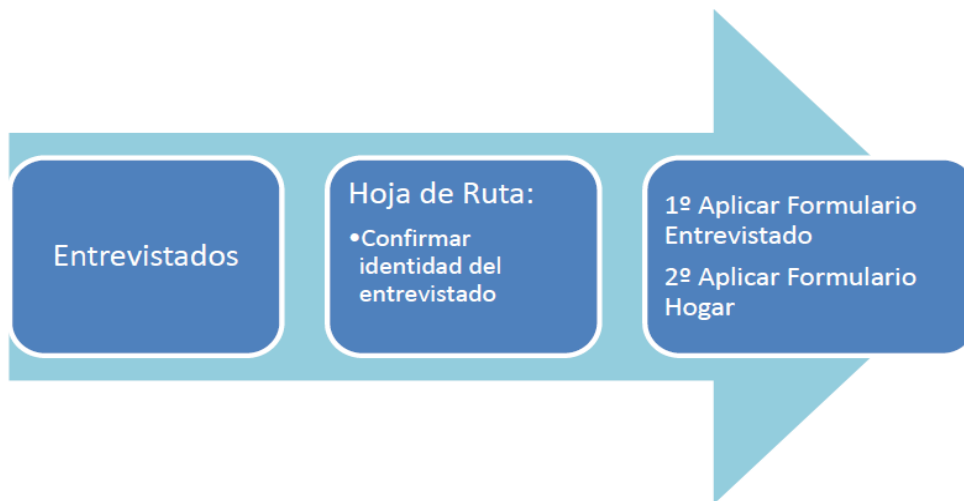 Entrevistados
Hoja de Ruta:
•Confirmar
identidad del
entrevistado
1º Aplicar Formulario
Entrevistado
2º Aplicar Formulario
Hogar